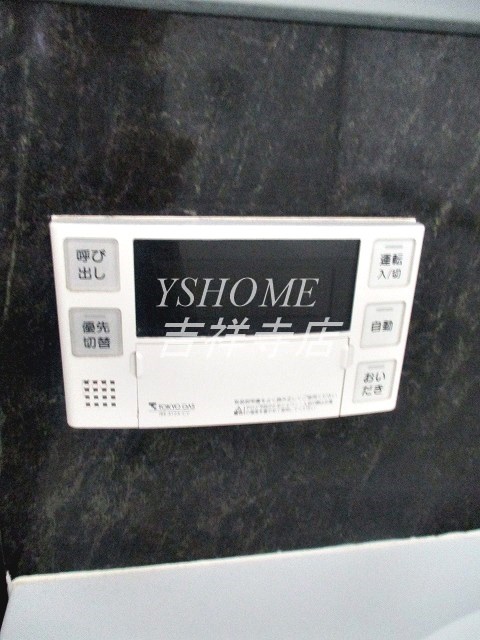 呼び
出し
優先
切替
YSHOME
吉祥寺店
運転
入/切
自動
おい
だき
TOKYO GAS